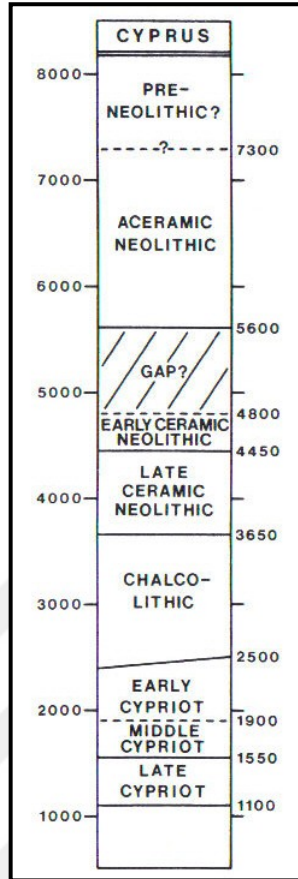 CYPRUS
8000
PRE-
NEOLITHIC?
?
7300
7000
ACERAMIC
NEOLITHIC
6000
5600
GAP?
5000
4800
EARLY CERAMIC
NEOLITHIC
4450
LATE
CERAMIC
NEOLITHIC
4000
3650
CHALCO-
LITHIC
3000
2500
EARLY
CYPRIOT
2000
1900
MIDDLE
CYPRIOT
1550
LATE
CYPRIOT
1100
1000